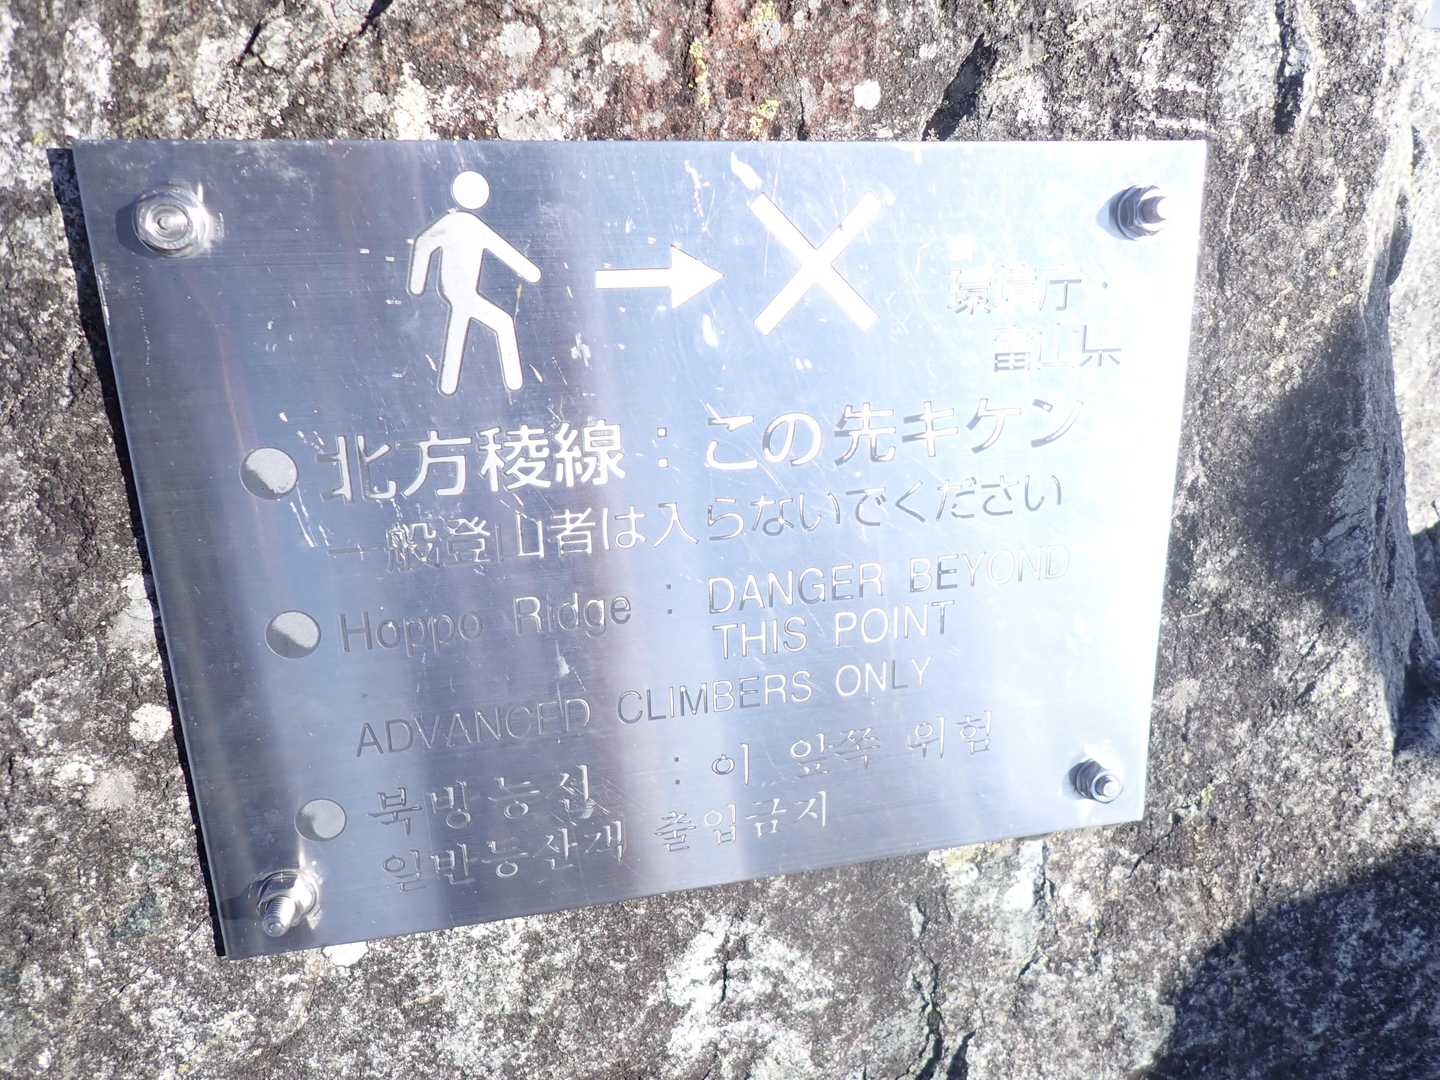 環境庁・
富山県
北方稜線：この先キケン
一般登山者は入らないでください
Hoppo Ridge : DANGER BEYOND
THIS POINT
ADVANCED CLIMBERS ONLY
북방능선 : 이 앞쪽 위험
일반등산객 출입금지